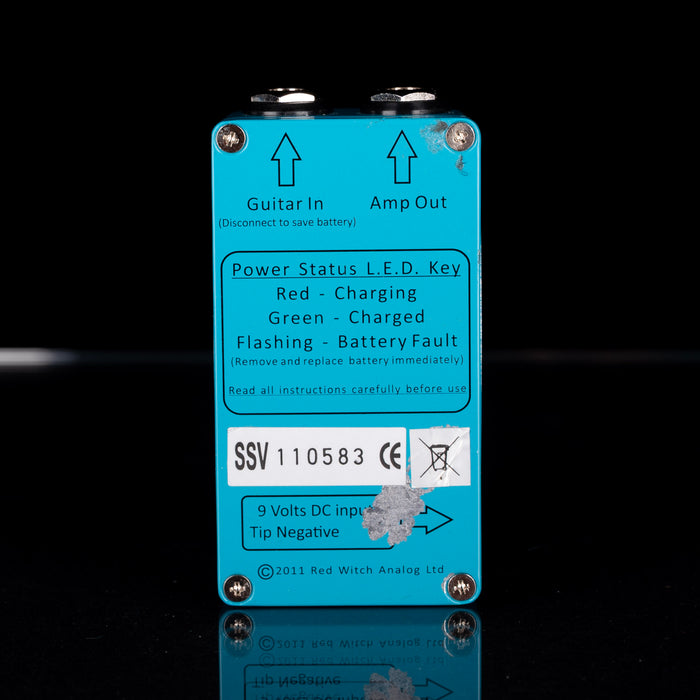 Guitar In
(Disconnect to save battery)
Amp Out
Power Status L.E.D. Key
Red - Charging
Green - Charged
Flashing - Battery Fault
(Remove and replace battery immediately)
Read all instructions carefully before use
SSV 110583 CE
9 Volts DC input
Tip Negative
©2011 Red Witch Analog Ltd